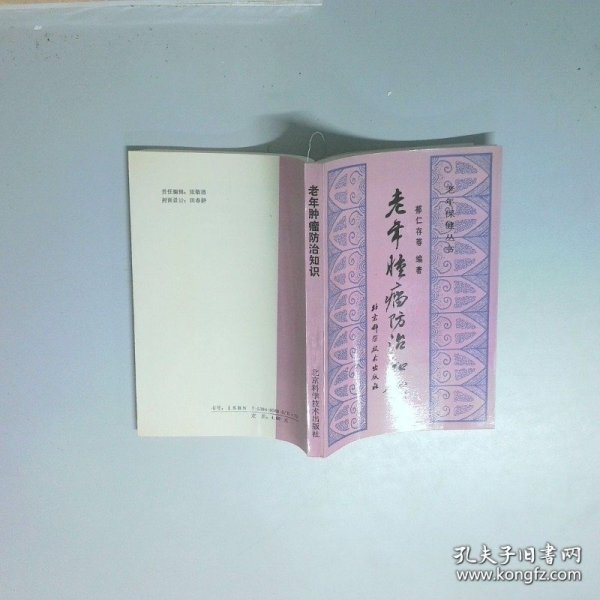 老年保健丛书
郁仁存等 编著
老年肿瘤防治知识
北京科学技术出版社
老年肿瘤防治知识
北京科学技术出版社
责任编辑：
封面设计：
定价：
孔夫子旧书网
www.kongfz.com